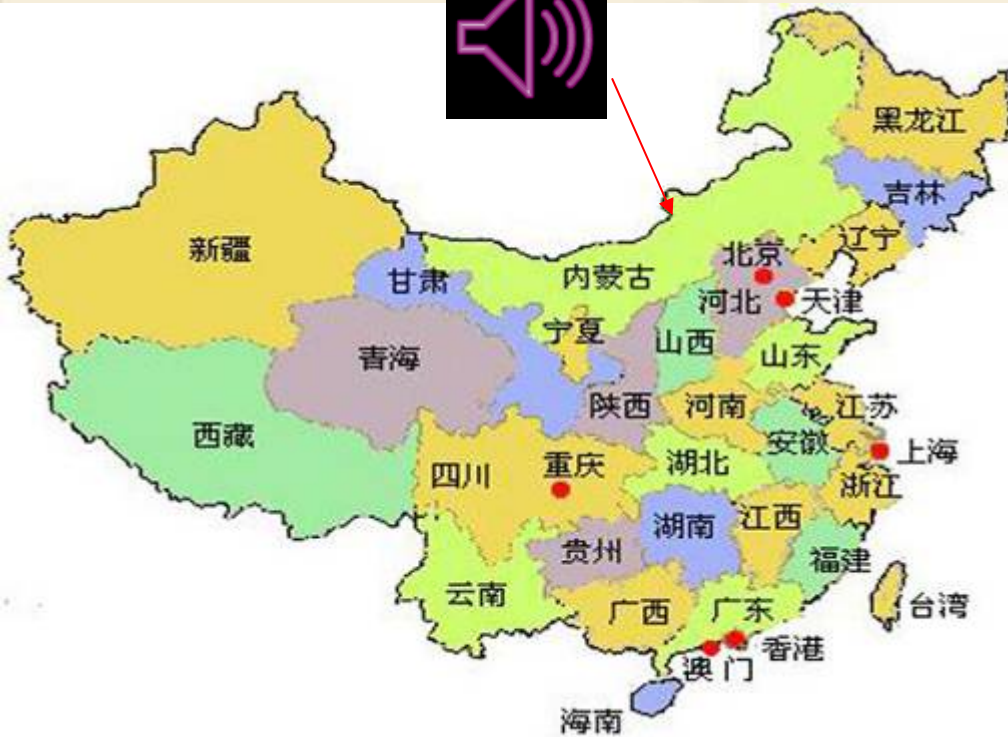 黑龙江
吉林
辽宁
新疆
北京
内蒙古
甘肃
河北
天津
宁夏
山西
青海
山东
陕西
河南
江苏
西藏
安徽
上海
四川
重庆
湖北
浙江
湖南
江西
贵州
福建
云南
广西
广东
台湾
香港
澳门
海南